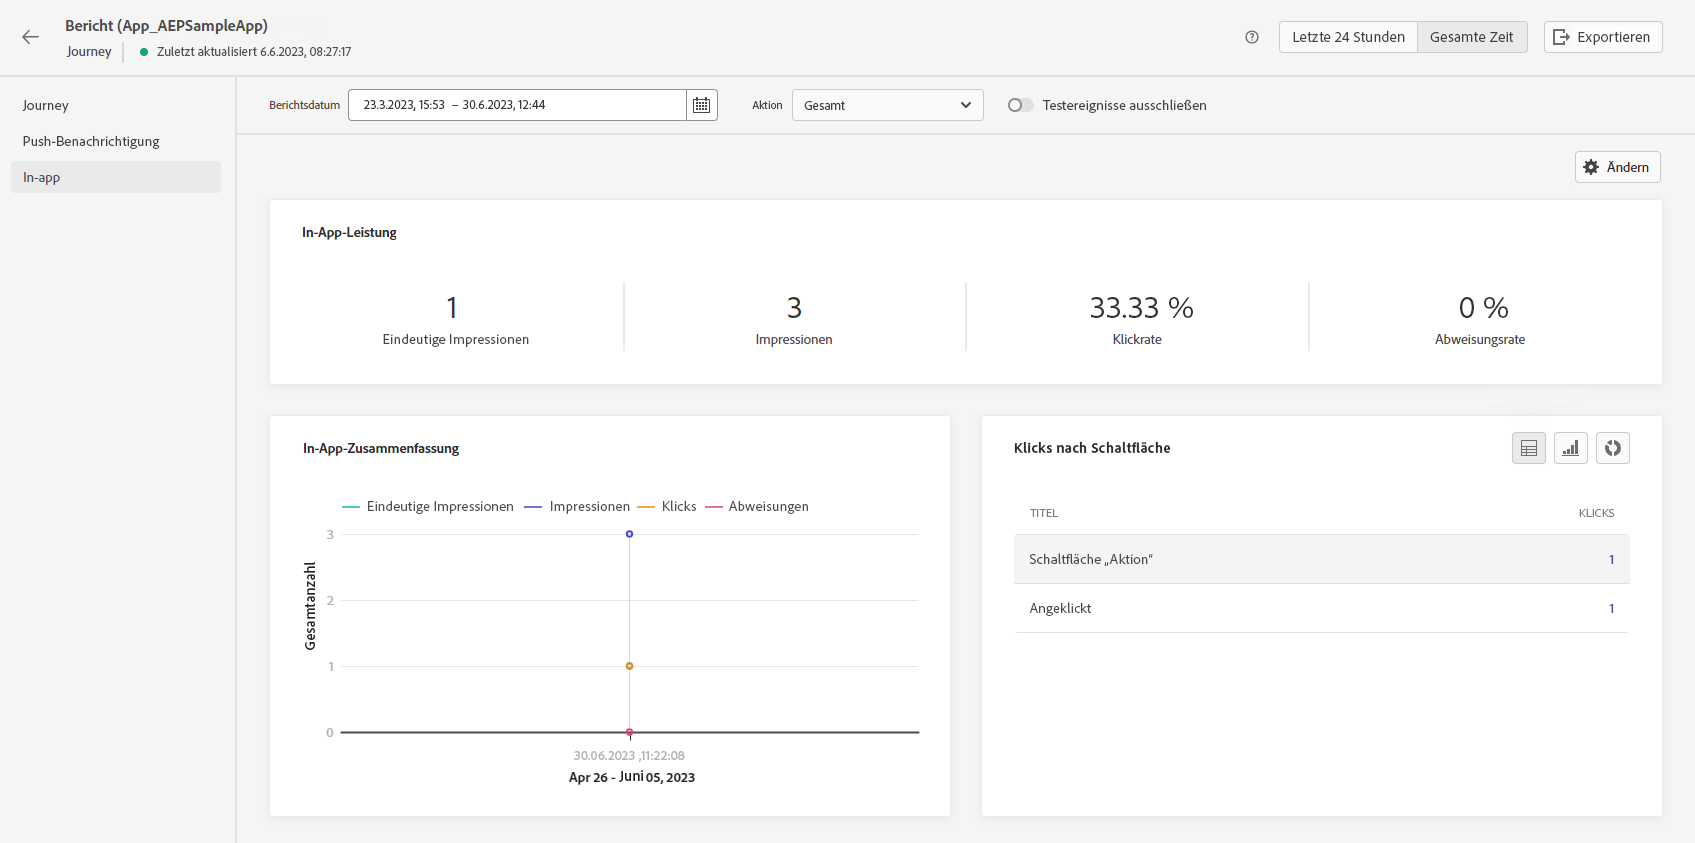 Bericht (App_AEPSampleApp)
Journey
Zuletzt aktualisiert 6.6.2023, 08:27:17
Letzte 24 Stunden
Gesamte Zeit
Exportieren
Journey
Push-Benachrichtigung
In-app
Berichtsdatum
23.3.2023, 15:53 – 30.6.2023, 12:44
Aktion
Gesamt
Testereignisse ausschließen
Ändern
In-App-Leistung
1
Eindeutige Impressionen
3
Impressionen
33.33 %
Klickrate
0 %
Abweisungsrate
In-App-Zusammenfassung
Eindeutige Impressionen
Impressionen
Klicks
Abweisungen
Gesamtanzahl
3
2
1
0
30.06.2023 ,11:22:08
Apr 26 - Juni 05, 2023
Klicks nach Schaltfläche
TITEL KLICKS
Schaltfläche „Aktion“ 1
Angeklickt 1